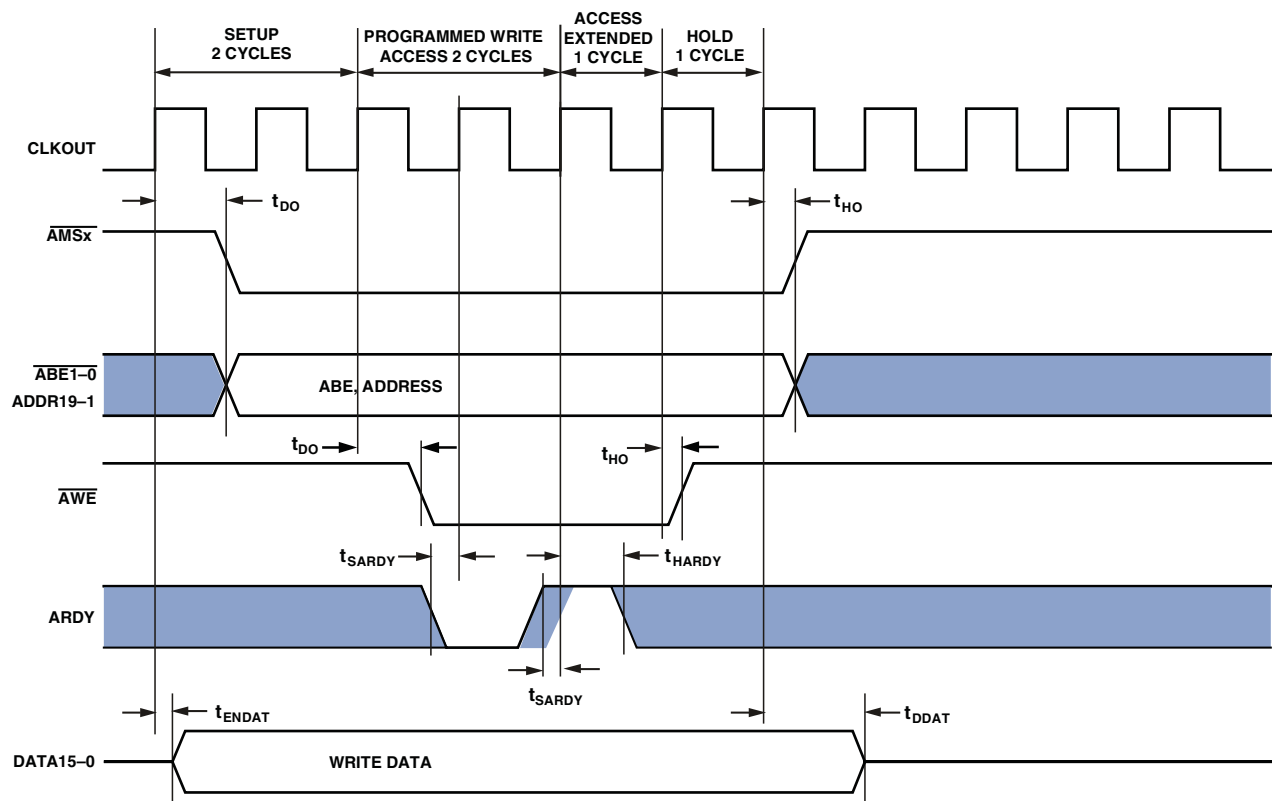 SETUP
2 CYCLES
PROGRAMMED WRITE
ACCESS 2 CYCLES
ACCESS
EXTENDED
1 CYCLE
HOLD
1 CYCLE
CLKOUT
tDO
tHO
AMSx
ABE1–0
ADDR19–1
ABE, ADDRESS
tDO
tHO
AWE
tSARDY
tHARDY
ARDY
tSARDY
tENDAT
tDDAT
DATA15–0
WRITE DATA